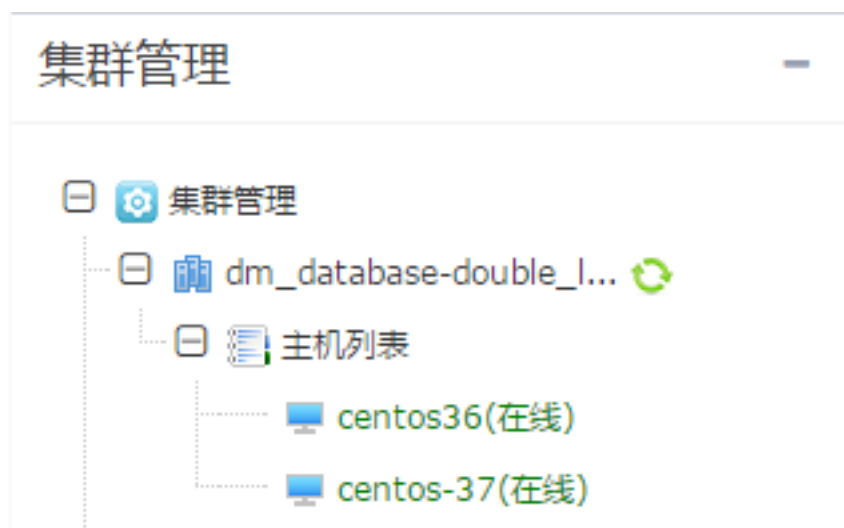 集群管理
集群管理
dm_database-double_l...
主机列表
centos36(在线)
centos-37(在线)